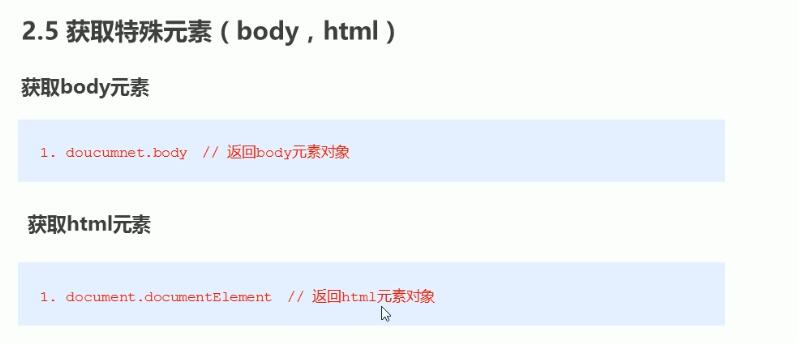 2.5 获取特殊元素（body，html）
获取body元素
1. doucumnet.body  // 返回body元素对象
获取html元素
1. document.documentElement  // 返回html元素对象